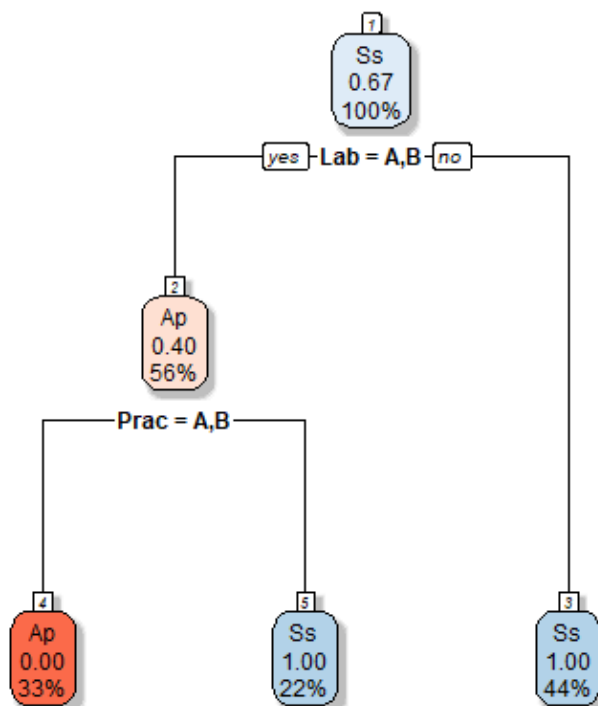 1
Ss
0.67
100%
yes Lab = A,B no
2
Ap
0.40
56%
Prac = A,B
4
Ap
0.00
33%
5
Ss
1.00
22%
3
Ss
1.00
44%